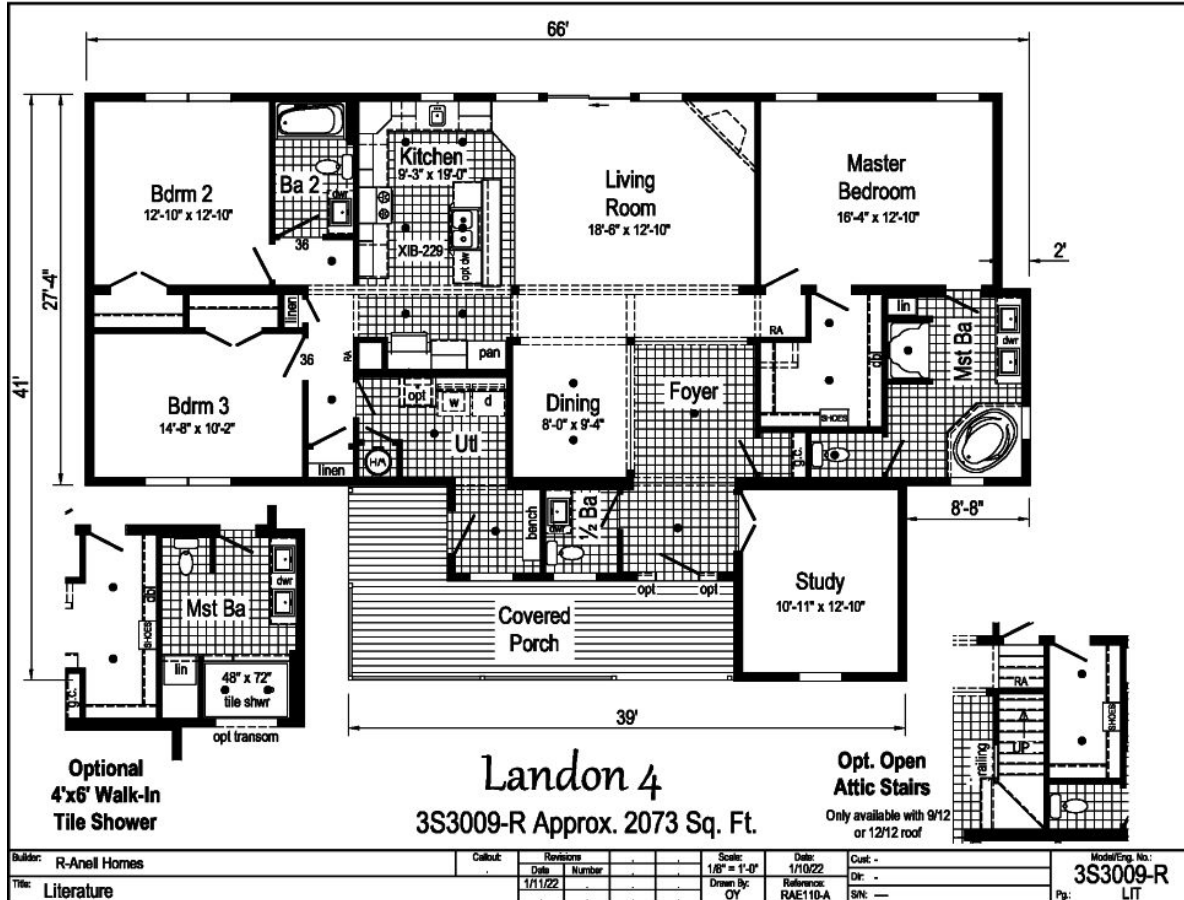 66'
41'
27'-4"
2'
Bdrm 2
12'-10" x 12'-10"
Ba 2
dwr
36
Kitchen
9'-3" x 19'-0"
XIB-229
opt dw
Living
Room
18'-6" x 12'-10"
Master
Bedroom
16'-4" x 12'-10"
linen
36
RA
pan
Bdrm 3
14'-8" x 10'-2"
linen
opt
w
d
Utl
H/W
Dining
8'-0" x 9'-4"
Foyer
RA
dbl
SHOES
g.c.
lin
Mst Ba
dwr
8'-8"
bench
dwr
½ Ba
opt
opt
Study
10'-11" x 12'-10"
Covered
Porch
39'
dbl
SHOES
g.c.
Mst Ba
dwr
lin
48" x 72"
tile shwr
opt transom
Optional
4'x6' Walk-In
Tile Shower
Landon 4
3S3009-R Approx. 2073 Sq. Ft.
RA
UP
railing
SHOES
Opt. Open
Attic Stairs
Only available with 9/12
or 12/12 roof
Builder: R-Anell Homes
Title: Literature
Callout:
Revisions
Date Number
1/11/22
Scale:
1/8" = 1'-0"
Drawn By:
OY
Date:
1/10/22
Reference:
RAE110-A
Cust: -
Dir: -
S/N: —
Model/Eng. No.:
3S3009-R
Pg.: LIT